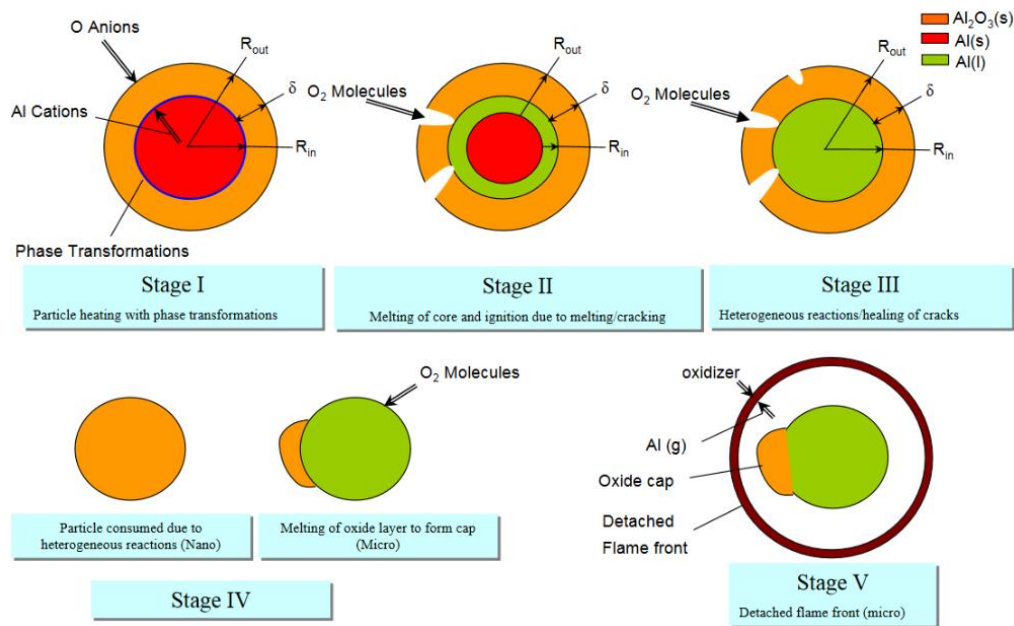 O Anions
Al Cations
Phase Transformations
R_out
δ
R_in
Stage I
Particle heating with phase transformations
O₂ Molecules
R_out
δ
R_in
Stage II
Melting of core and ignition due to melting/cracking
Al₂O₃(s)
Al(s)
Al(l)
O₂ Molecules
R_out
δ
R_in
Stage III
Heterogeneous reactions/healing of cracks
Particle consumed due to
heterogeneous reactions (Nano)
O₂ Molecules
Melting of oxide layer to form cap
(Micro)
Stage IV
oxidizer
Al (g)
Oxide cap
Detached
Flame front
Stage V
Detached flame front (micro)